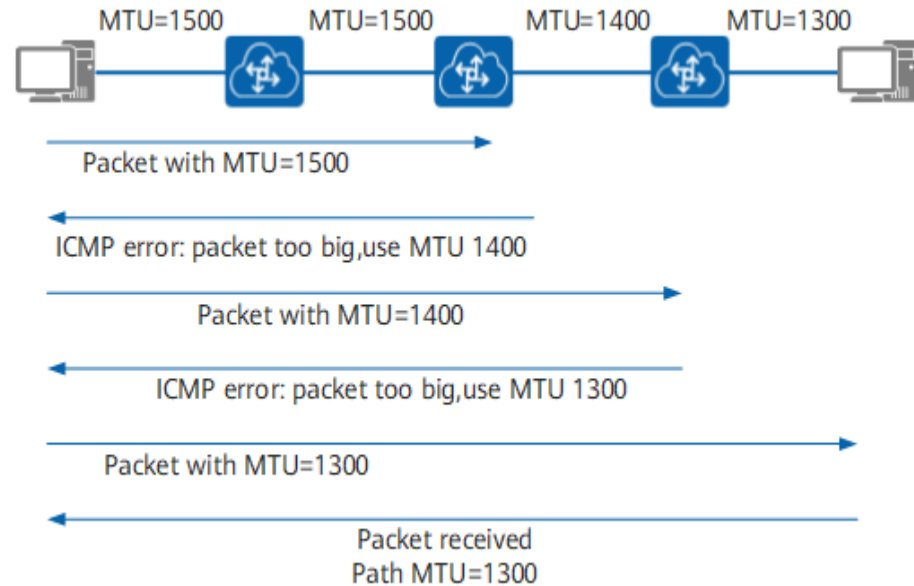 MTU=1500 MTU=1500 MTU=1400 MTU=1300
Packet with MTU=1500
ICMP error: packet too big,use MTU 1400
Packet with MTU=1400
ICMP error: packet too big,use MTU 1300
Packet with MTU=1300
Packet received
Path MTU=1300